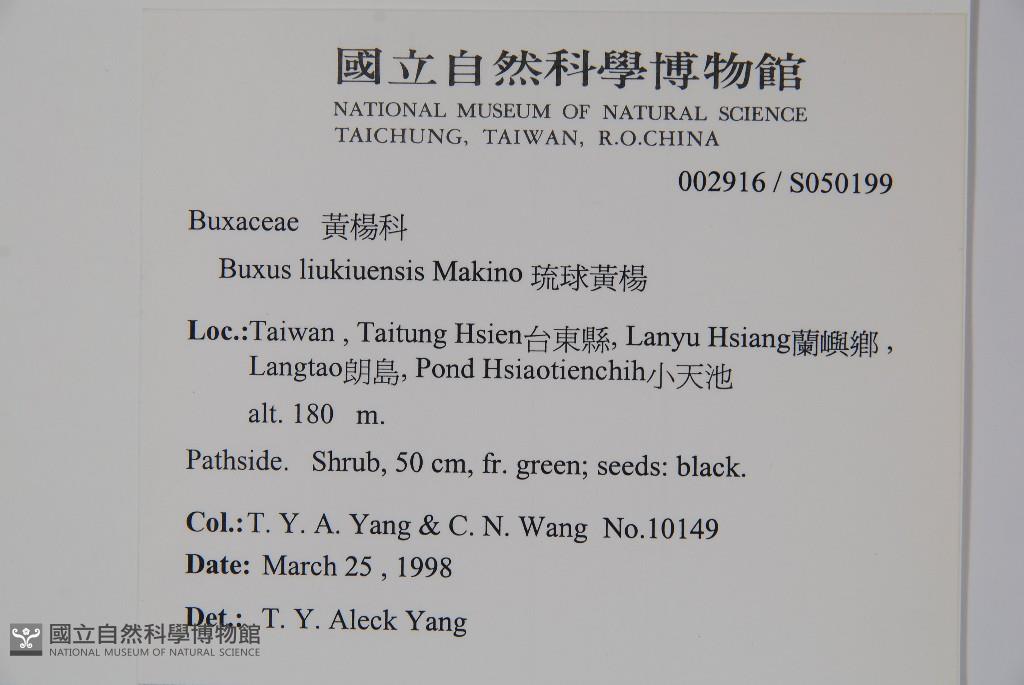 國立自然科學博物館
NATIONAL MUSEUM OF NATURAL SCIENCE
TAICHUNG, TAIWAN, R.O.CHINA
002916 / S050199
Buxaceae 黃楊科
Buxus liukiuensis Makino 琉球黃楊
Loc.:Taiwan , Taitung Hsien台東縣, Lanyu Hsiang蘭嶼鄉 ,
Langtao朗島, Pond Hsiaotienchih小天池
alt. 180 m.
Pathside. Shrub, 50 cm, fr. green; seeds: black.
Col.:T. Y. A. Yang & C. N. Wang No.10149
Date: March 25 , 1998
Det.: T. Y. Aleck Yang
國立自然科學博物館
NATIONAL MUSEUM OF NATURAL SCIENCE